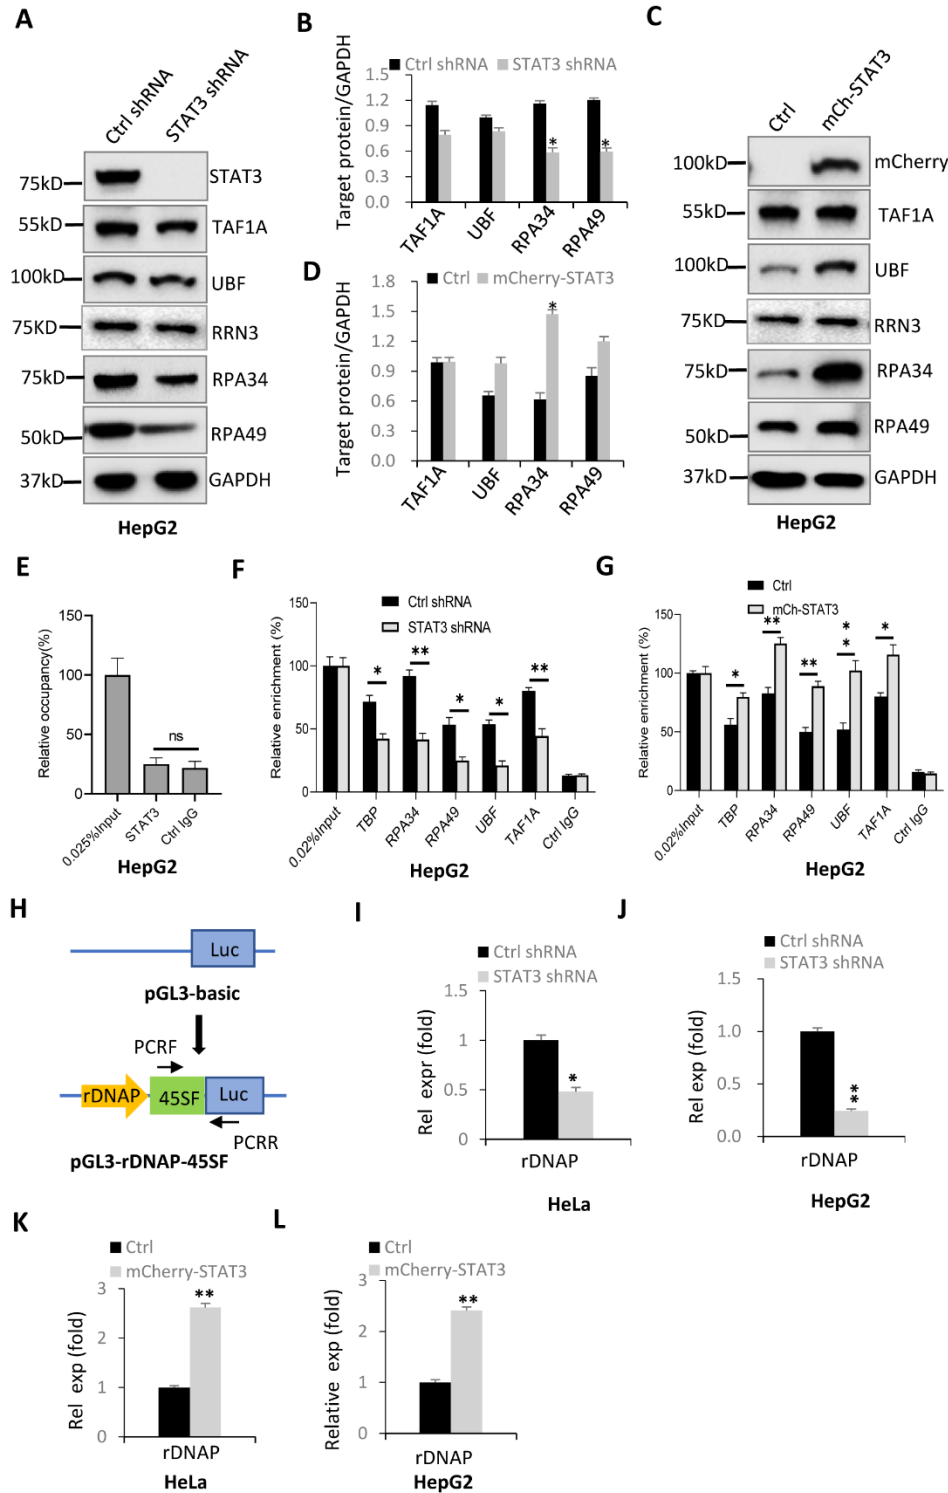 A
Ctrl shRNA
STAT3 shRNA
75kD
STAT3
55kD
TAF1A
100kD
UBF
75KD
RRN3
75kD
RPA34
50kD
RPA49
37kD
GAPDH
HepG2
B
Ctrl shRNA STAT3 shRNA
Target protein/GAPDH
1.5
1.2
0.9
0.6
0.3
0.0
*
*
TAF1A
UBF
RPA34
RPA49
C
Ctrl
mCh-STAT3
100kD
mCherry
55kD
TAF1A
100kD
UBF
75KD
RRN3
75kD
RPA34
50kD
RPA49
37kD
GAPDH
HepG2
D
Ctrl mCherry-STAT3
Target protein/GAPDH
1.8
1.5
1.2
0.9
0.6
0.3
0.0
*
TAF1A
UBF
RPA34
RPA49
E
Relative occupancy(%)
150
100
50
0
ns
0.025%Input
STAT3
Ctrl IgG
HepG2
F
Ctrl shRNA
STAT3 shRNA
Relative enrichment (%)
150
100
50
0
*
**
*
*
**
0.02%Input
TBP
RPA34
RPA49
UBF
TAF1A
Ctrl IgG
HepG2
G
Ctrl
mCh-STAT3
Relative enrichment (%)
150
100
50
0
*
**
**
*
*
*
0.02%Input
TBP
RPA34
RPA49
UBF
TAF1A
Ctrl IgG
HepG2
H
Luc
pGL3-basic
PCRF
rDNAP
45SF
Luc
PCRR
pGL3-rDNAP-45SF
I
Ctrl shRNA
STAT3 shRNA
Rel expr (fold)
1.5
1
0.5
0
*
rDNAP
HeLa
J
Ctrl shRNA
STAT3 shRNA
Rel exp (fold)
1.5
1.0
0.5
0.0
**
rDNAP
HepG2
K
Ctrl
mCherry-STAT3
Rel exp (fold)
3
2
1
0
**
rDNAP
HeLa
L
Ctrl
mCherry-STAT3
Relative exp (fold)
3
2
1
0
**
rDNAP
HepG2